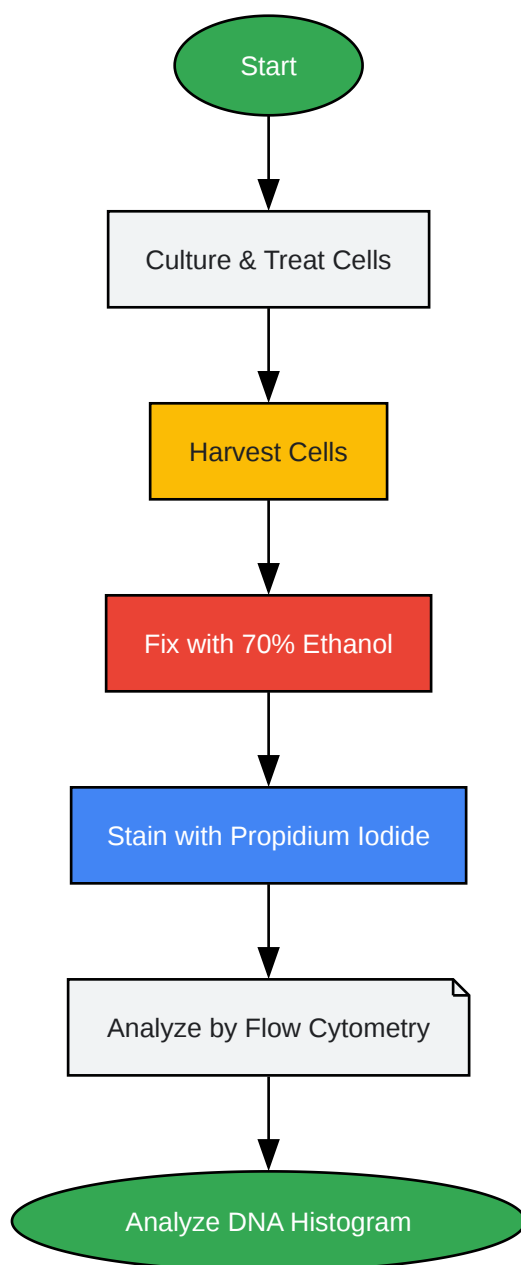 Start
Culture & Treat Cells
Harvest Cells
Fix with 70% Ethanol
Stain with Propidium Iodide
Analyze by Flow Cytometry
Analyze DNA Histogram